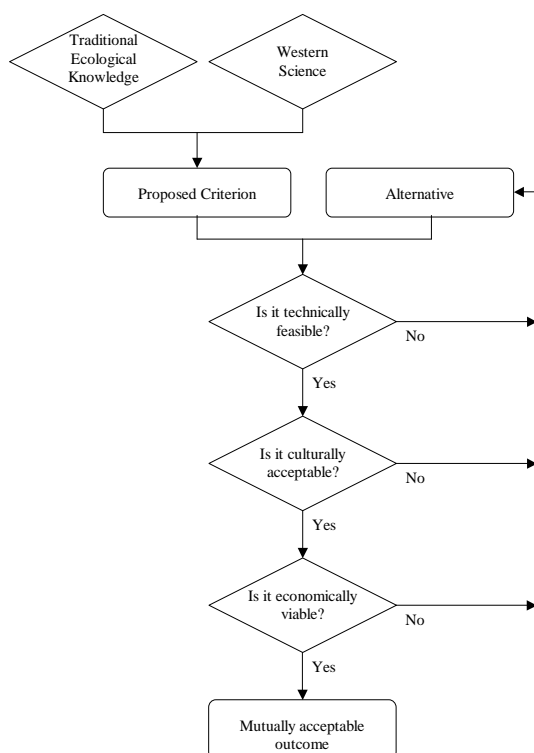 Traditional
Ecological
Knowledge
Western
Science
Proposed Criterion
Alternative
Is it technically
feasible?
No
Yes
Is it culturally
acceptable?
No
Yes
Is it economically
viable?
No
Yes
Mutually acceptable
outcome